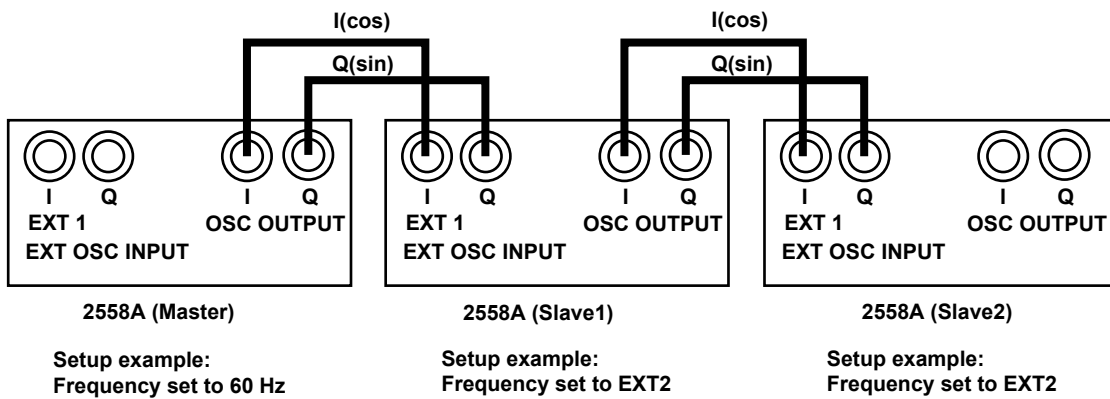 I(cos)
Q(sin)
I(cos)
Q(sin)
I Q I Q
EXT 1 OSC OUTPUT
EXT OSC INPUT
2558A (Master)
Setup example:
Frequency set to 60 Hz
I Q I Q
EXT 1 OSC OUTPUT
EXT OSC INPUT
2558A (Slave1)
Setup example:
Frequency set to EXT2
I Q I Q
EXT 1 OSC OUTPUT
EXT OSC INPUT
2558A (Slave2)
Setup example:
Frequency set to EXT2